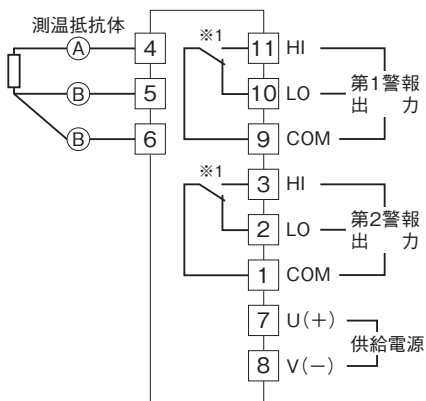 測温抵抗体
A 4
B 5
B 6
※1
11 HI
10 LO
9 COM
第1警報
出 力
※1
3 HI
2 LO
1 COM
第2警報
出 力
7 U(+)
8 V(−)
供給電源